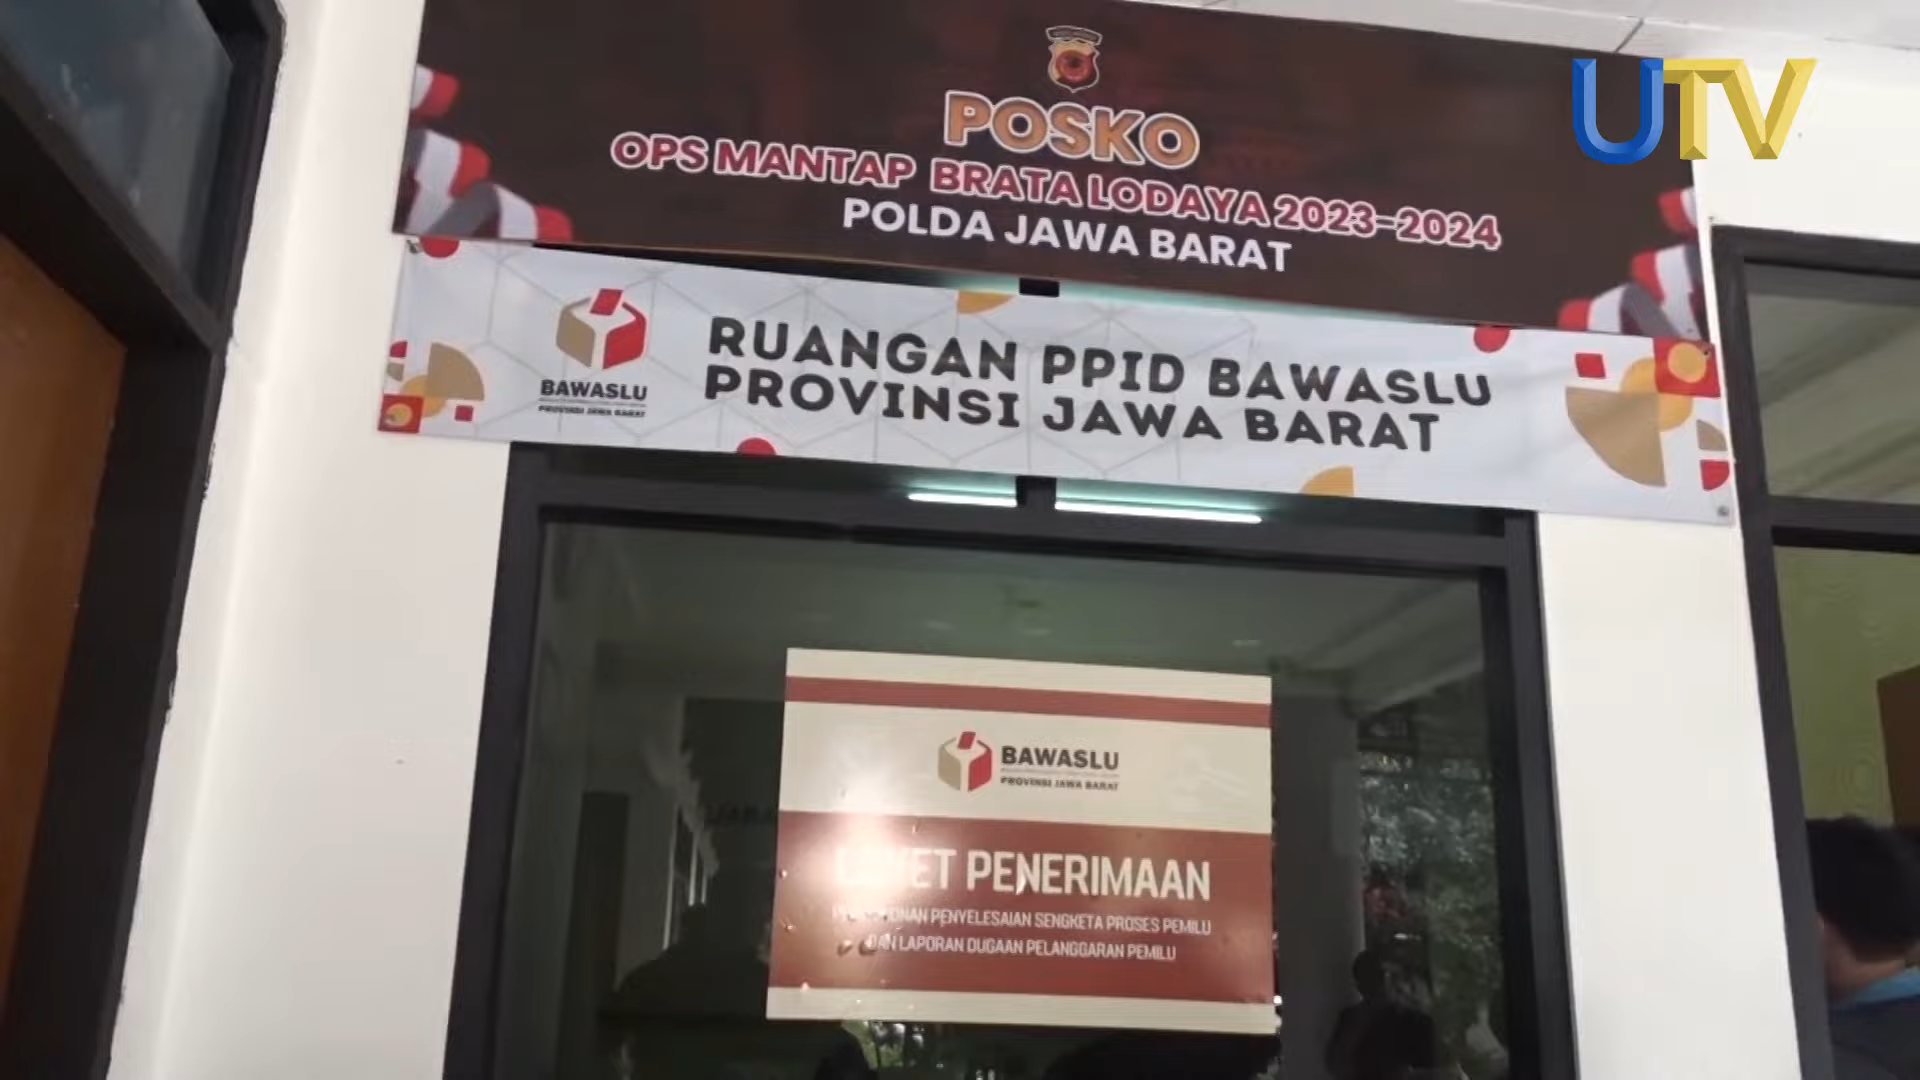 UTV
POSKO
OPS MANTAP BRATA LODAYA 2023-2024
POLDA JAWA BARAT
BAWASLU
PROVINSI JAWA BARAT
RUANGAN PPID BAWASLU
PROVINSI JAWA BARAT
BAWASLU
PROVINSI JAWA BARAT
PENERIMAAN
PENYELESAIAN SENGKETA PROSES PEMILU
DAN LAPORAN DUGAAN PELANGGARAN PEMILU